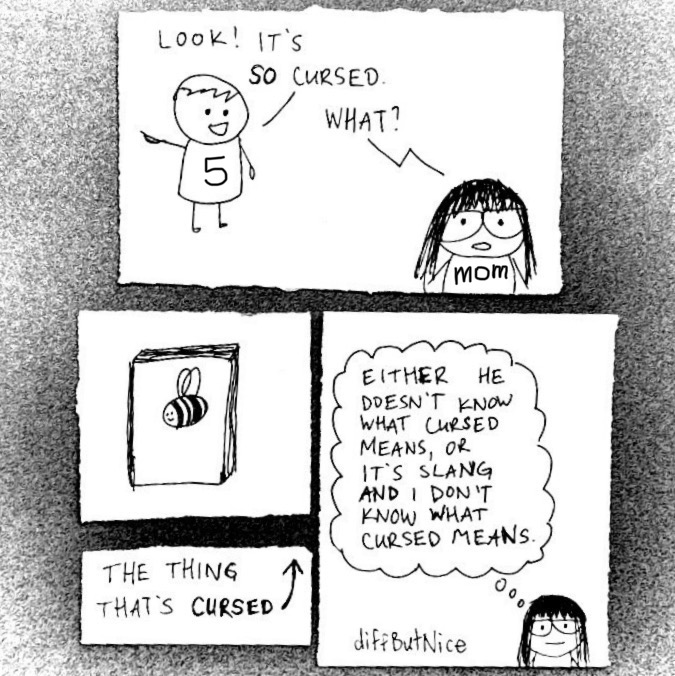 LOOK! IT'S
SO CURSED.
WHAT?
5
mom
THE THING
THAT'S CURSED
EITHER HE
DOESN'T KNOW
WHAT CURSED
MEANS, OR
IT'S SLANG
AND I DON'T
KNOW WHAT
CURSED MEANS.
diffButNice